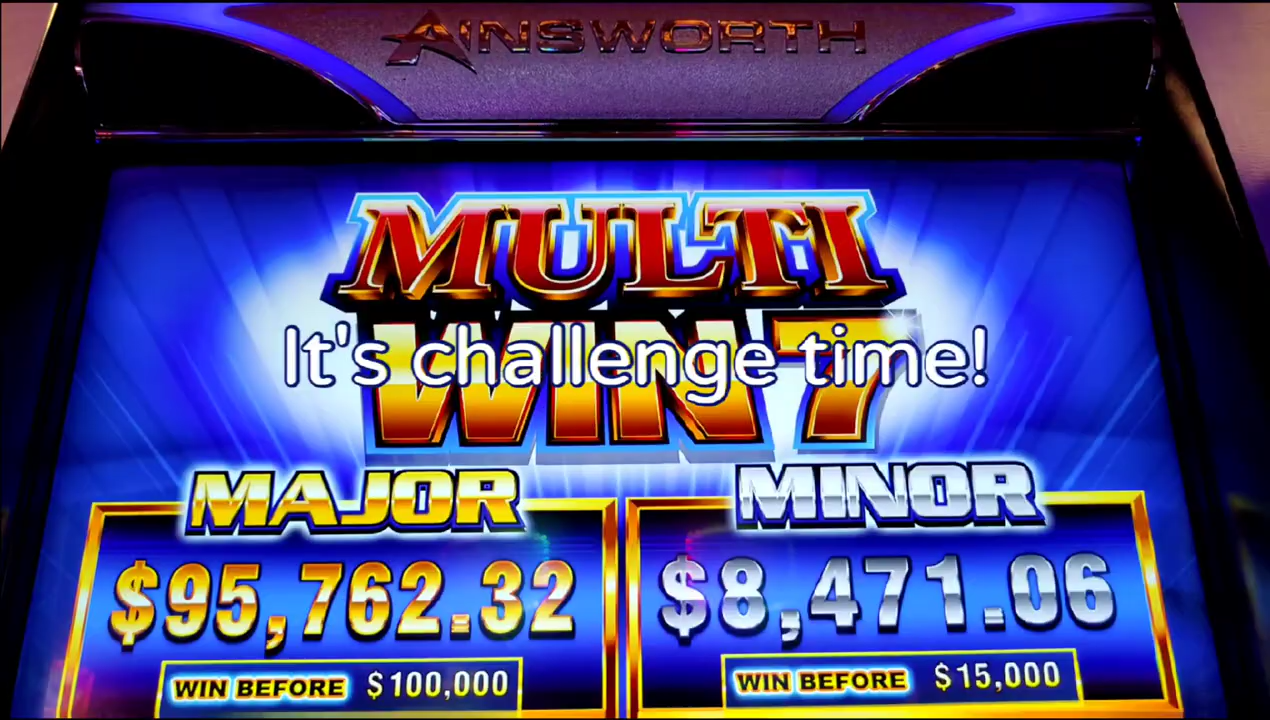 AINSWORTH
MULTI
WIN 7
It's challenge time!
MAJOR
$95,762.32
WIN BEFORE $100,000
MINOR
$8,471.06
WIN BEFORE $15,000